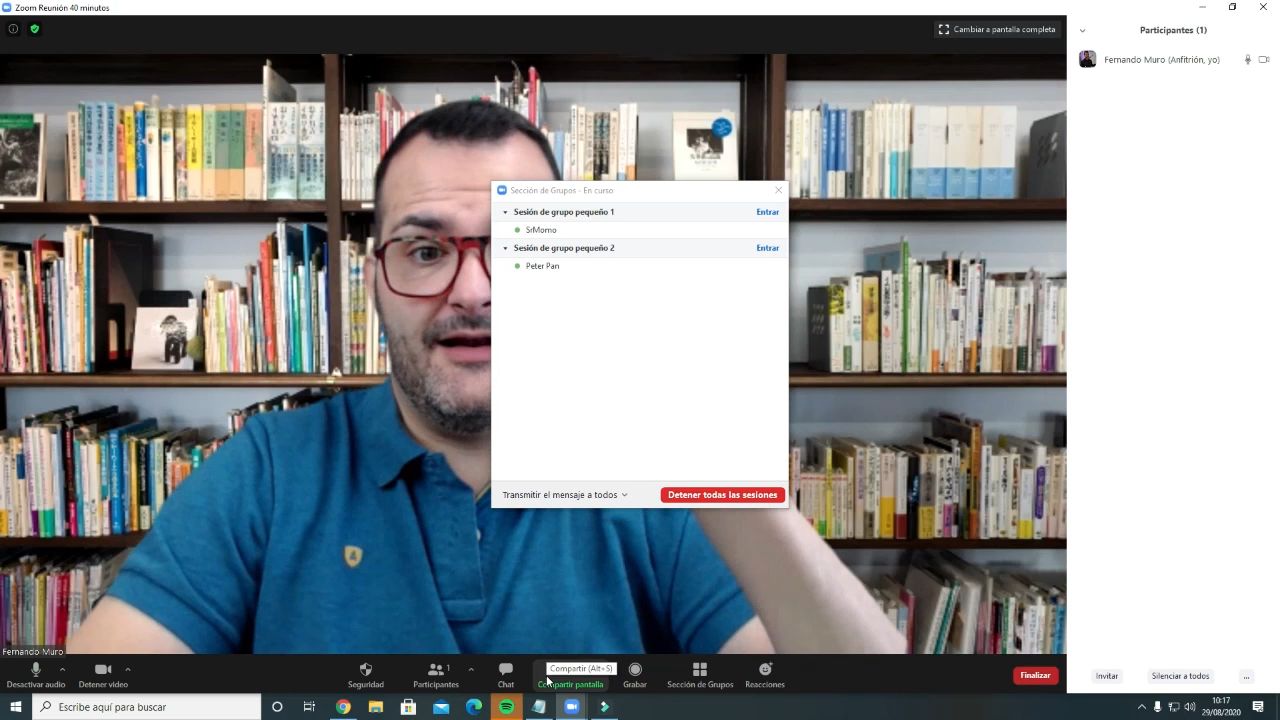 Zoom Reunión 40 minutos
Cambiar a pantalla completa
Participantes (1)
Fernando Muro (Anfitrión, yo)
Sección de Grupos - En curso
Sesión de grupo pequeño 1
Entrar
SrMomo
Sesión de grupo pequeño 2
Entrar
Peter Pan
Transmitir el mensaje a todos
Detener todas las sesiones
Fernando Muro
Compartir (Alt+S)
1
Desactivar audio
Detener video
Seguridad
Participantes
Chat
Compartir pantalla
Grabar
Sección de Grupos
Reacciones
Finalizar
Invitar
Silenciar a todos
...
Escribe aquí para buscar
10:17
29/08/2020